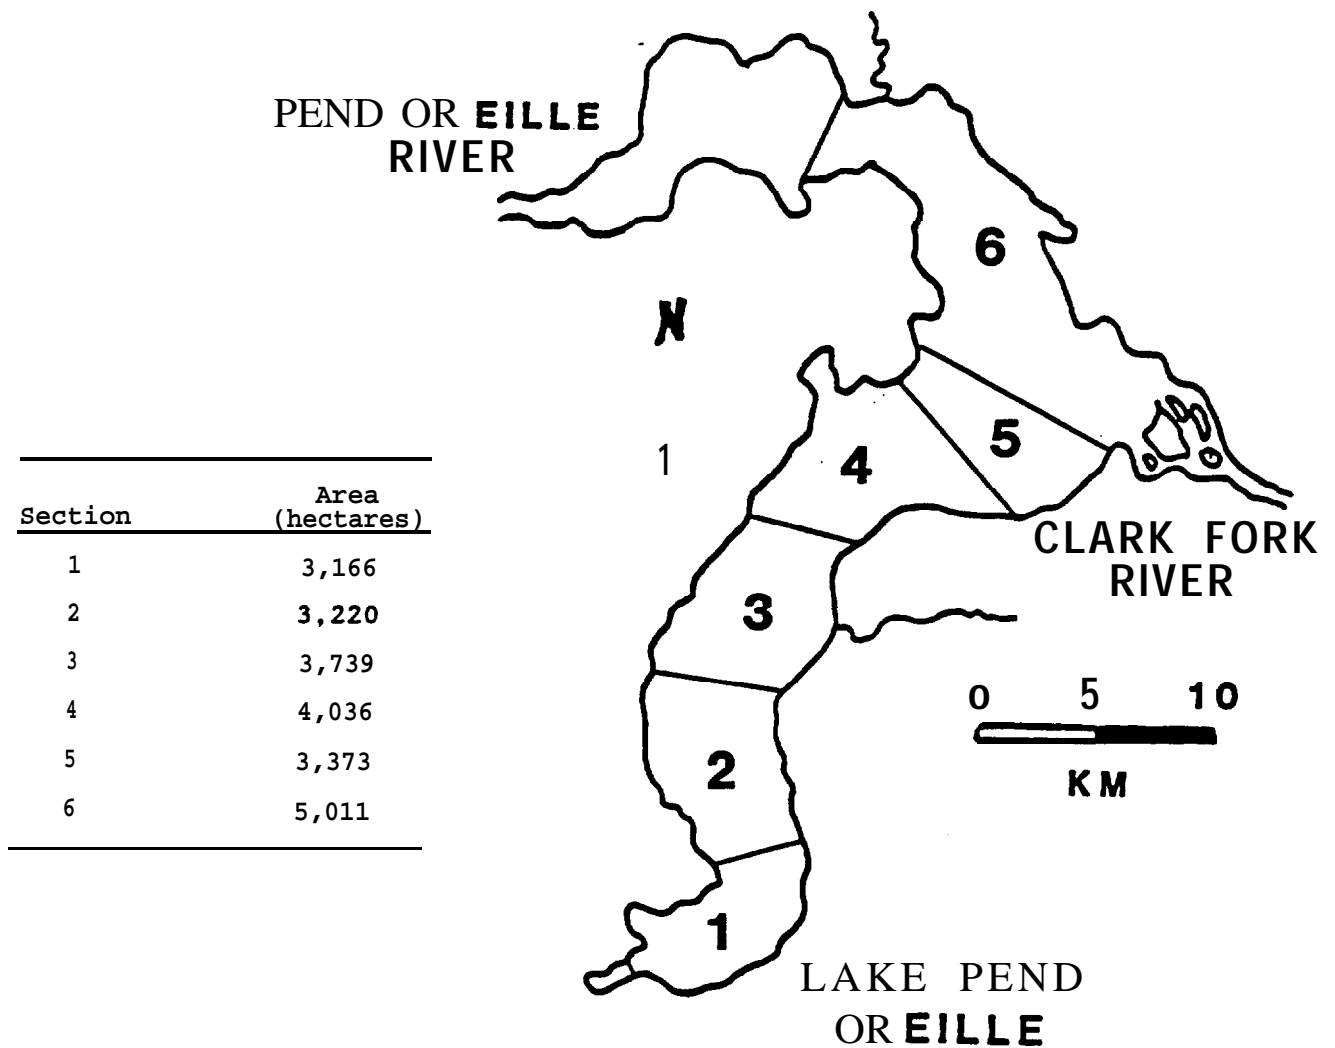 PEND OR EILLE
RIVER
6
N
5
4
1
Section Area (hectares)
1 3,166
2 3,220
3 3,739
4 4,036
5 3,373
6 5,011
CLARK FORK
RIVER
3
0 5 10
KM
2
1
LAKE PEND
OR EILLE